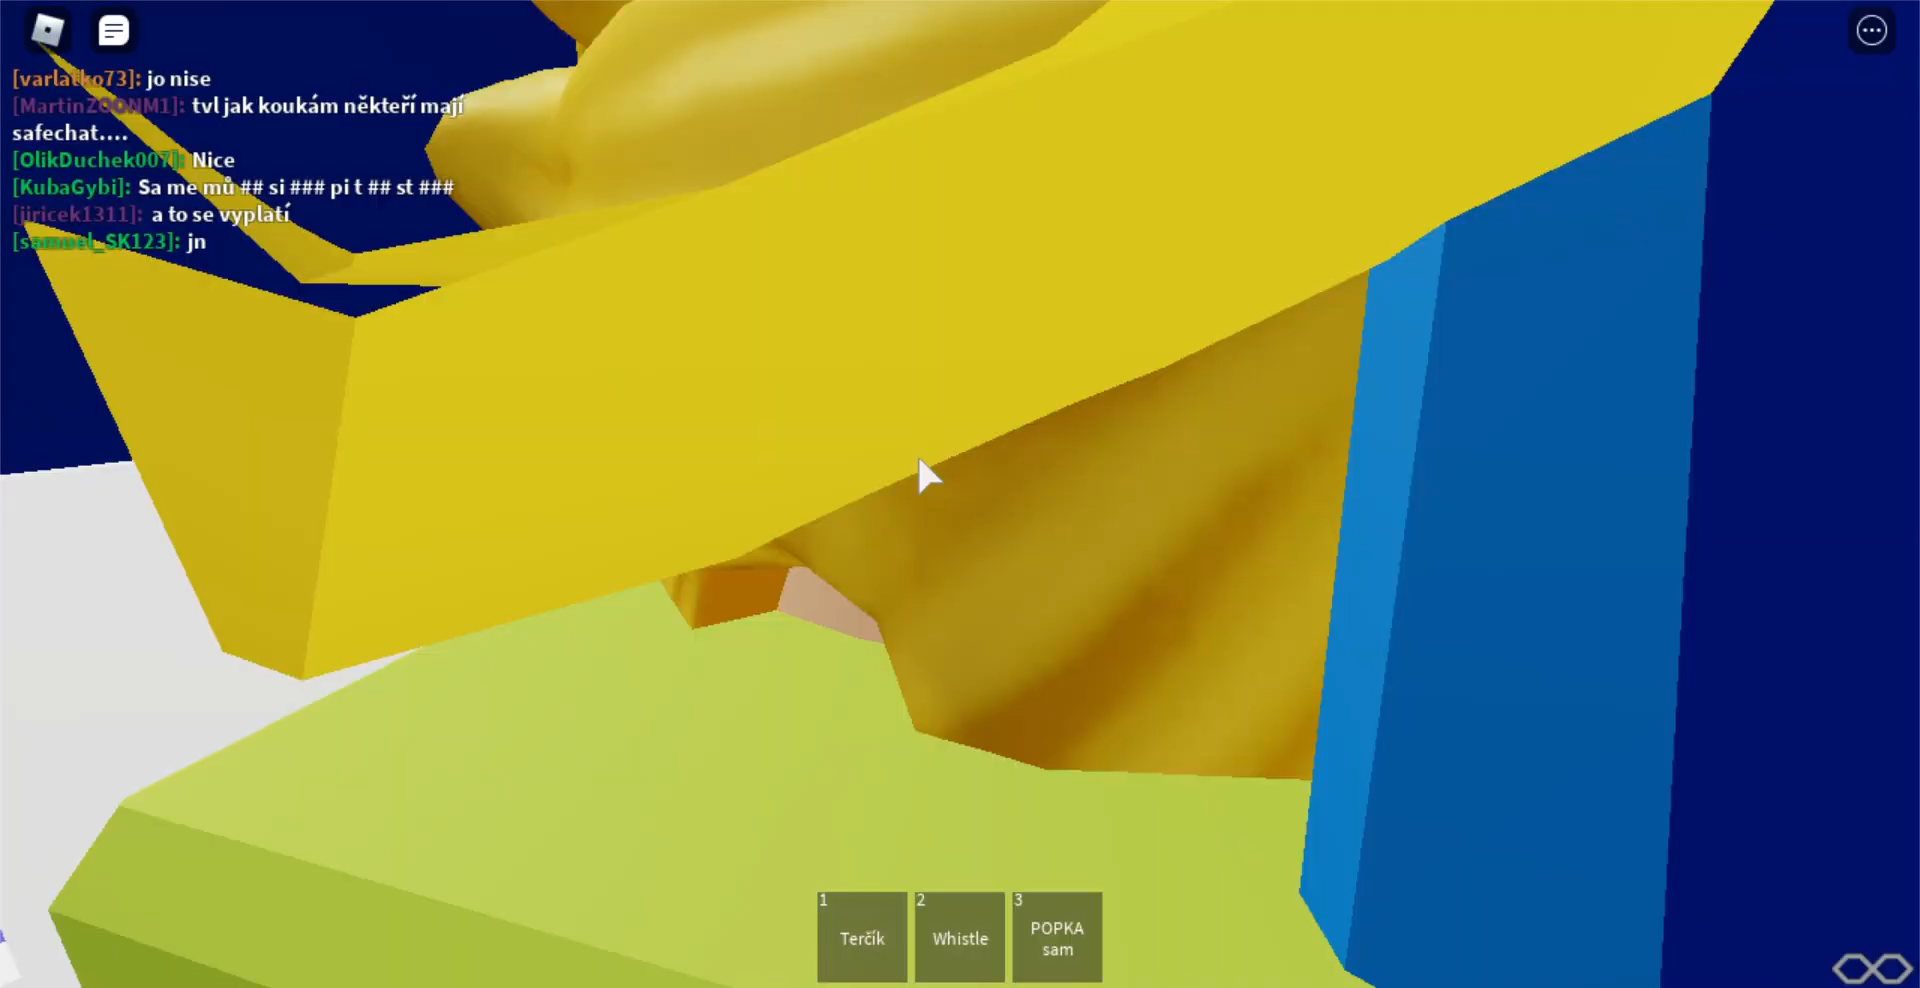 [varlatko73]: jo nise
[MartinZOONM1]: tvl jak koukám někteří mají
safechat....
[OlikDuchek007]: Nice
[KubaGybi]: Sa me mů ## si ### pi t ## st ###
[jiricek1311]: a to se vyplatí
[samuel_SK123]: jn
1
2
3
Terčík
Whistle
POPKA
sam